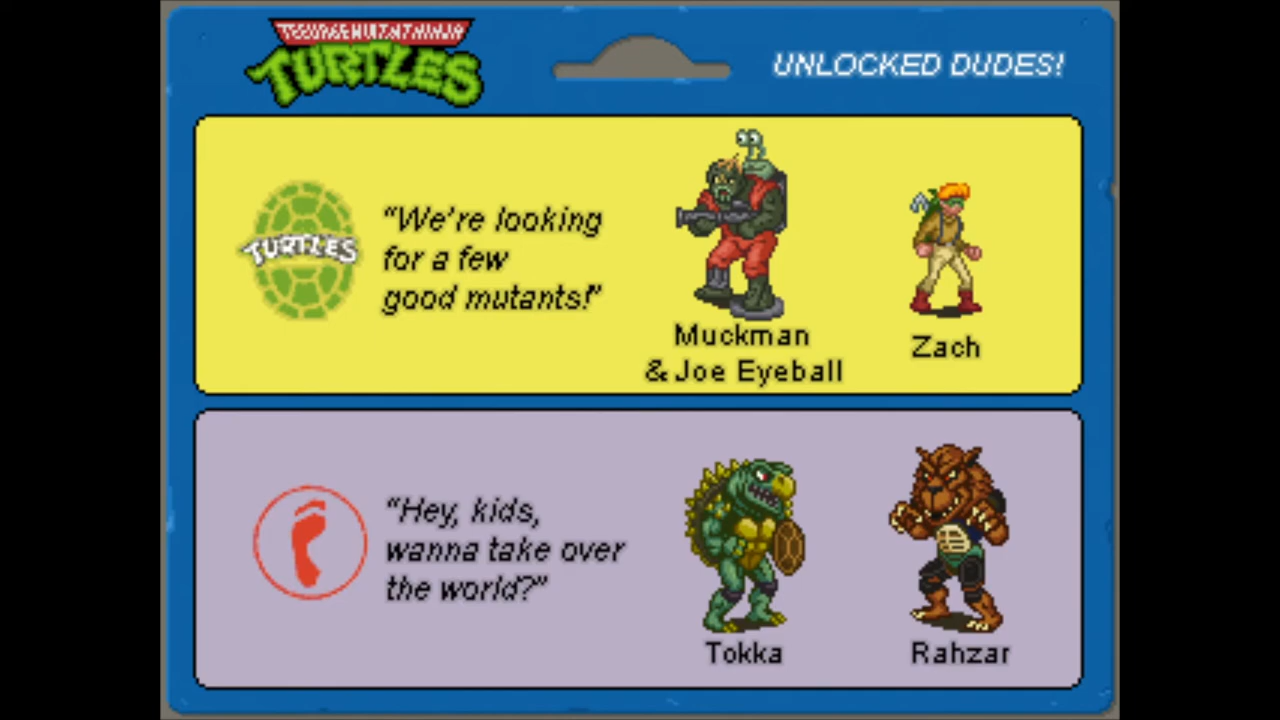 TEENAGE MUTANT NINJA
TURTLES
UNLOCKED DUDES!
TURTLES
"We're looking
for a few
good mutants!"
Muckman
& Joe Eyeball
Zach
"Hey, kids,
wanna take over
the world?"
Tokka
Rahzar